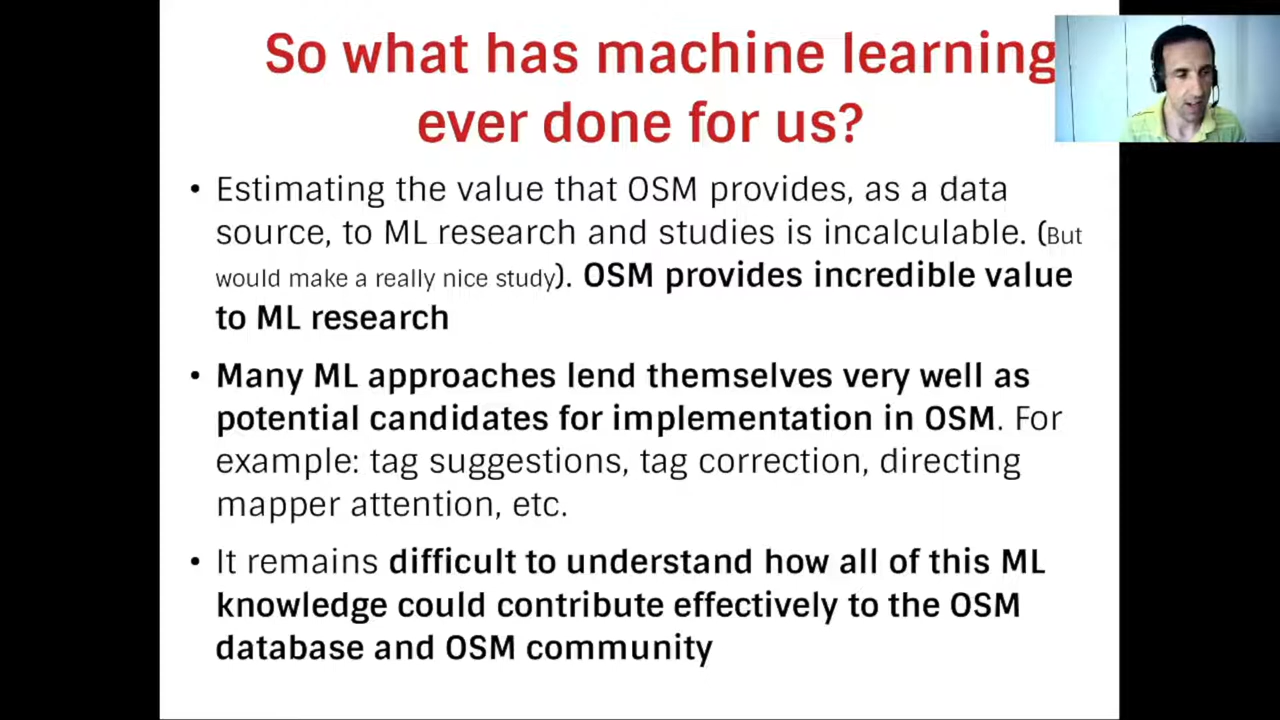 So what has machine learning
ever done for us?
• Estimating the value that OSM provides, as a data
source, to ML research and studies is incalculable. (But
would make a really nice study). OSM provides incredible value
to ML research
• Many ML approaches lend themselves very well as
potential candidates for implementation in OSM. For
example: tag suggestions, tag correction, directing
mapper attention, etc.
• It remains difficult to understand how all of this ML
knowledge could contribute effectively to the OSM
database and OSM community